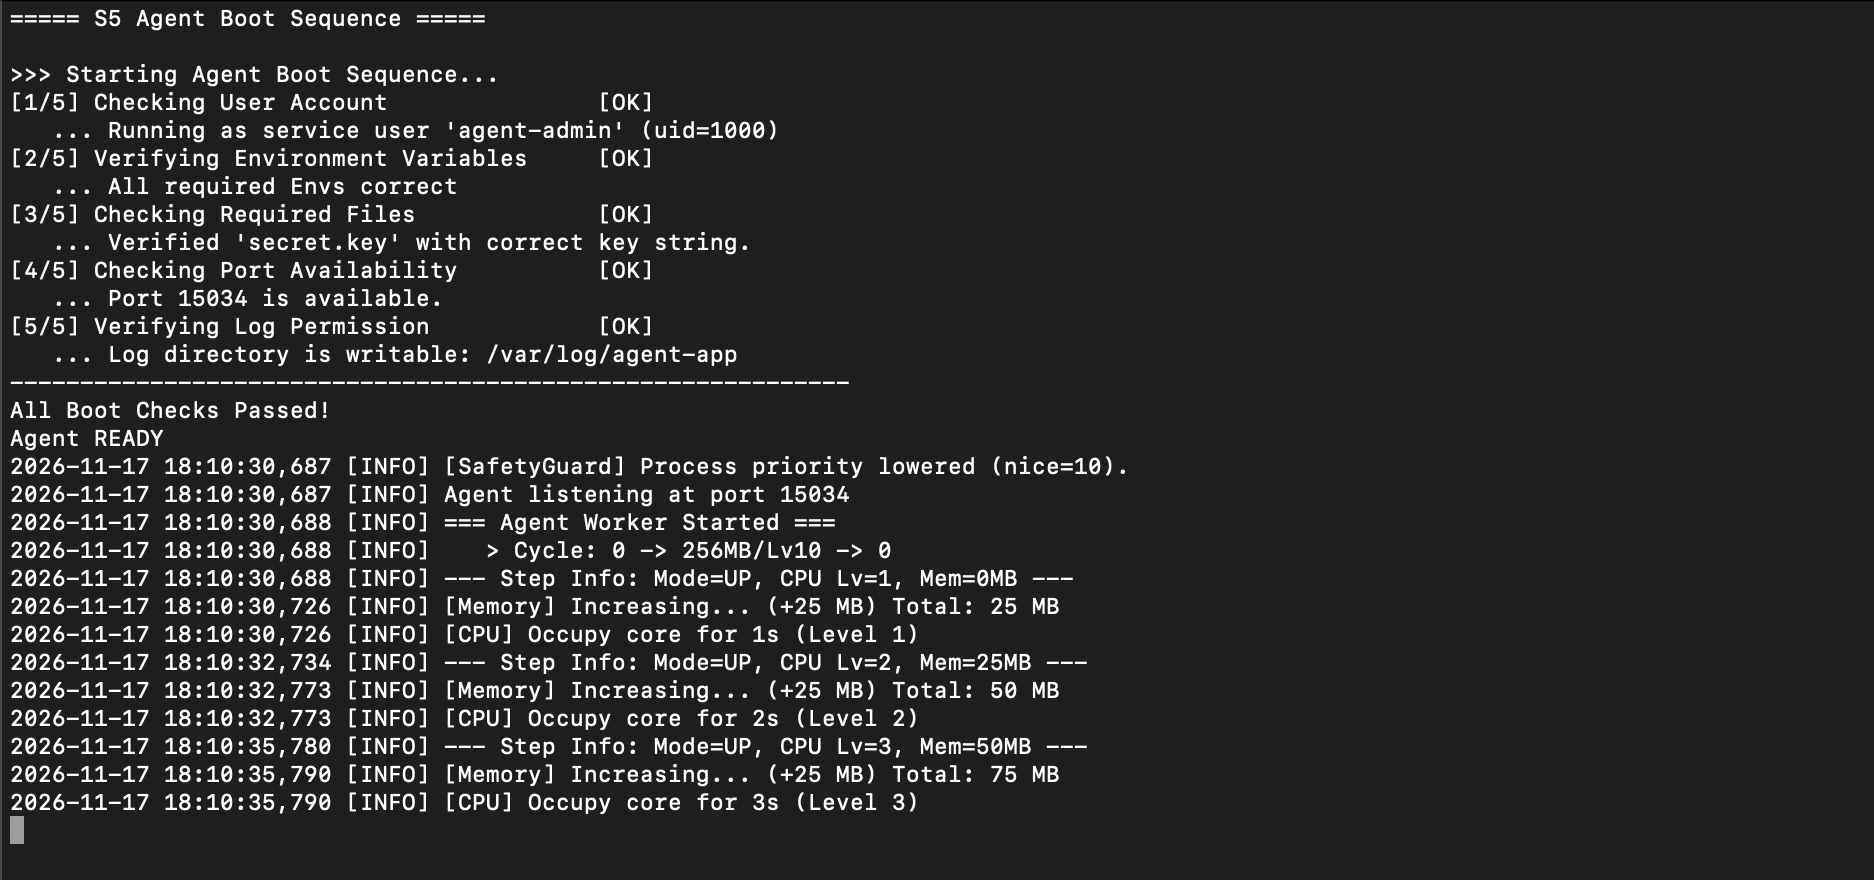 ===== S5 Agent Boot Sequence =====
>>> Starting Agent Boot Sequence...
[1/5] Checking User Account               [OK]
   ... Running as service user 'agent-admin' (uid=1000)
[2/5] Verifying Environment Variables     [OK]
   ... All required Envs correct
[3/5] Checking Required Files             [OK]
   ... Verified 'secret.key' with correct key string.
[4/5] Checking Port Availability          [OK]
   ... Port 15034 is available.
[5/5] Verifying Log Permission            [OK]
   ... Log directory is writable: /var/log/agent-app
------------------------------------------------------------
All Boot Checks Passed!
Agent READY
2026-11-17 18:10:30,687 [INFO] [SafetyGuard] Process priority lowered (nice=10).
2026-11-17 18:10:30,687 [INFO] Agent listening at port 15034
2026-11-17 18:10:30,688 [INFO] === Agent Worker Started ===
2026-11-17 18:10:30,688 [INFO]    > Cycle: 0 -> 256MB/Lv10 -> 0
2026-11-17 18:10:30,688 [INFO] --- Step Info: Mode=UP, CPU Lv=1, Mem=0MB ---
2026-11-17 18:10:30,726 [INFO] [Memory] Increasing... (+25 MB) Total: 25 MB
2026-11-17 18:10:30,726 [INFO] [CPU] Occupy core for 1s (Level 1)
2026-11-17 18:10:32,734 [INFO] --- Step Info: Mode=UP, CPU Lv=2, Mem=25MB ---
2026-11-17 18:10:32,773 [INFO] [Memory] Increasing... (+25 MB) Total: 50 MB
2026-11-17 18:10:32,773 [INFO] [CPU] Occupy core for 2s (Level 2)
2026-11-17 18:10:35,780 [INFO] --- Step Info: Mode=UP, CPU Lv=3, Mem=50MB ---
2026-11-17 18:10:35,790 [INFO] [Memory] Increasing... (+25 MB) Total: 75 MB
2026-11-17 18:10:35,790 [INFO] [CPU] Occupy core for 3s (Level 3)